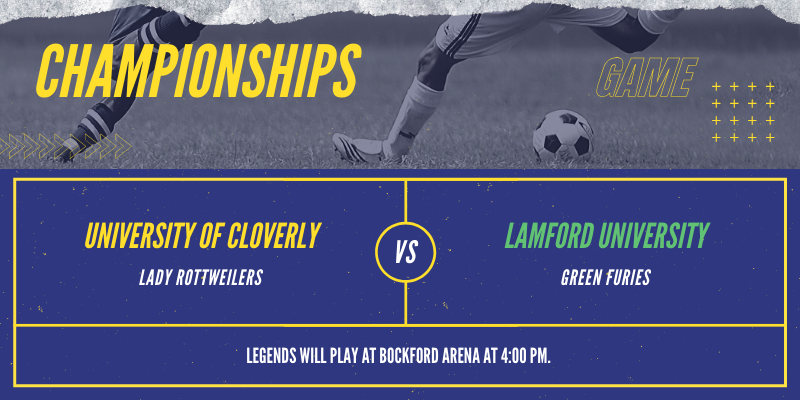 CHAMPIONSHIPS
GAME
UNIVERSITY OF CLOVERLY
LADY ROTTWEILERS
VS
LAMFORD UNIVERSITY
GREEN FURIES
LEGENDS WILL PLAY AT BOCKFORD ARENA AT 4:00 PM.